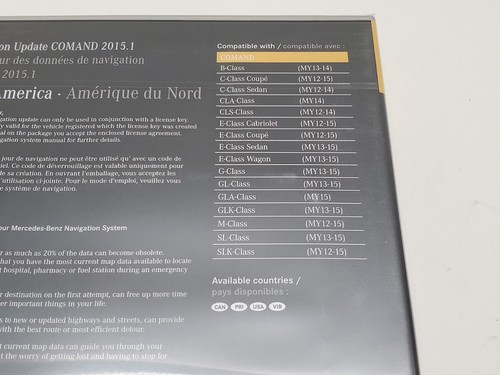 on Update COMAND 2015.1
ur des données de navigation
2015.1
America · Amérique du Nord
igation update can only be used in conjunction with a license key.
ly valid for the vehicle registered which the license key was created
al on the package you accept the enclosed license agreement.
igation system manual for further details.
jour de navigation ne peut être utilisé qu' avec un code de
iel. Ce code de déverrouillage est valable uniquement pour
de sa création. En ouvrant l'emballage, vous acceptez les
'utilisation ci-jointe. Pour le mode d'emploi, veuillez vous
e système de navigation.
our Mercedes-Benz Navigation System
r as much as 20% of the data can become obsolete.
hat you have the most current map data available to locate
t hospital, pharmacy or fuel station during an emergency
r destination on the first attempt, can free up more time
er important things in your life.
s to new or updated highways and streets, can provide
with the best route or most efficient detour.
t current map data can guide you through your
t the worry of getting lost and having to stop for
Compatible with / compatible avec :
COMAND
B-Class (MY13-14)
C-Class Coupé (MY12-15)
C-Class Sedan (MY12-14)
CLA-Class (MY14)
CLS-Class (MY12-14)
E-Class Cabriolet (MY12-15)
E-Class Coupé (MY12-15)
E-Class Sedan (MY13-15)
E-Class Wagon (MY13-15)
G-Class (MY13-15)
GL-Class (MY13-15)
GLA-Class (MY15)
GLK-Class (MY13-15)
M-Class (MY12-15)
SL-Class (MY13-15)
SLK-Class (MY12-15)
Available countries /
pays disponibles :
CAN PRI USA VIB